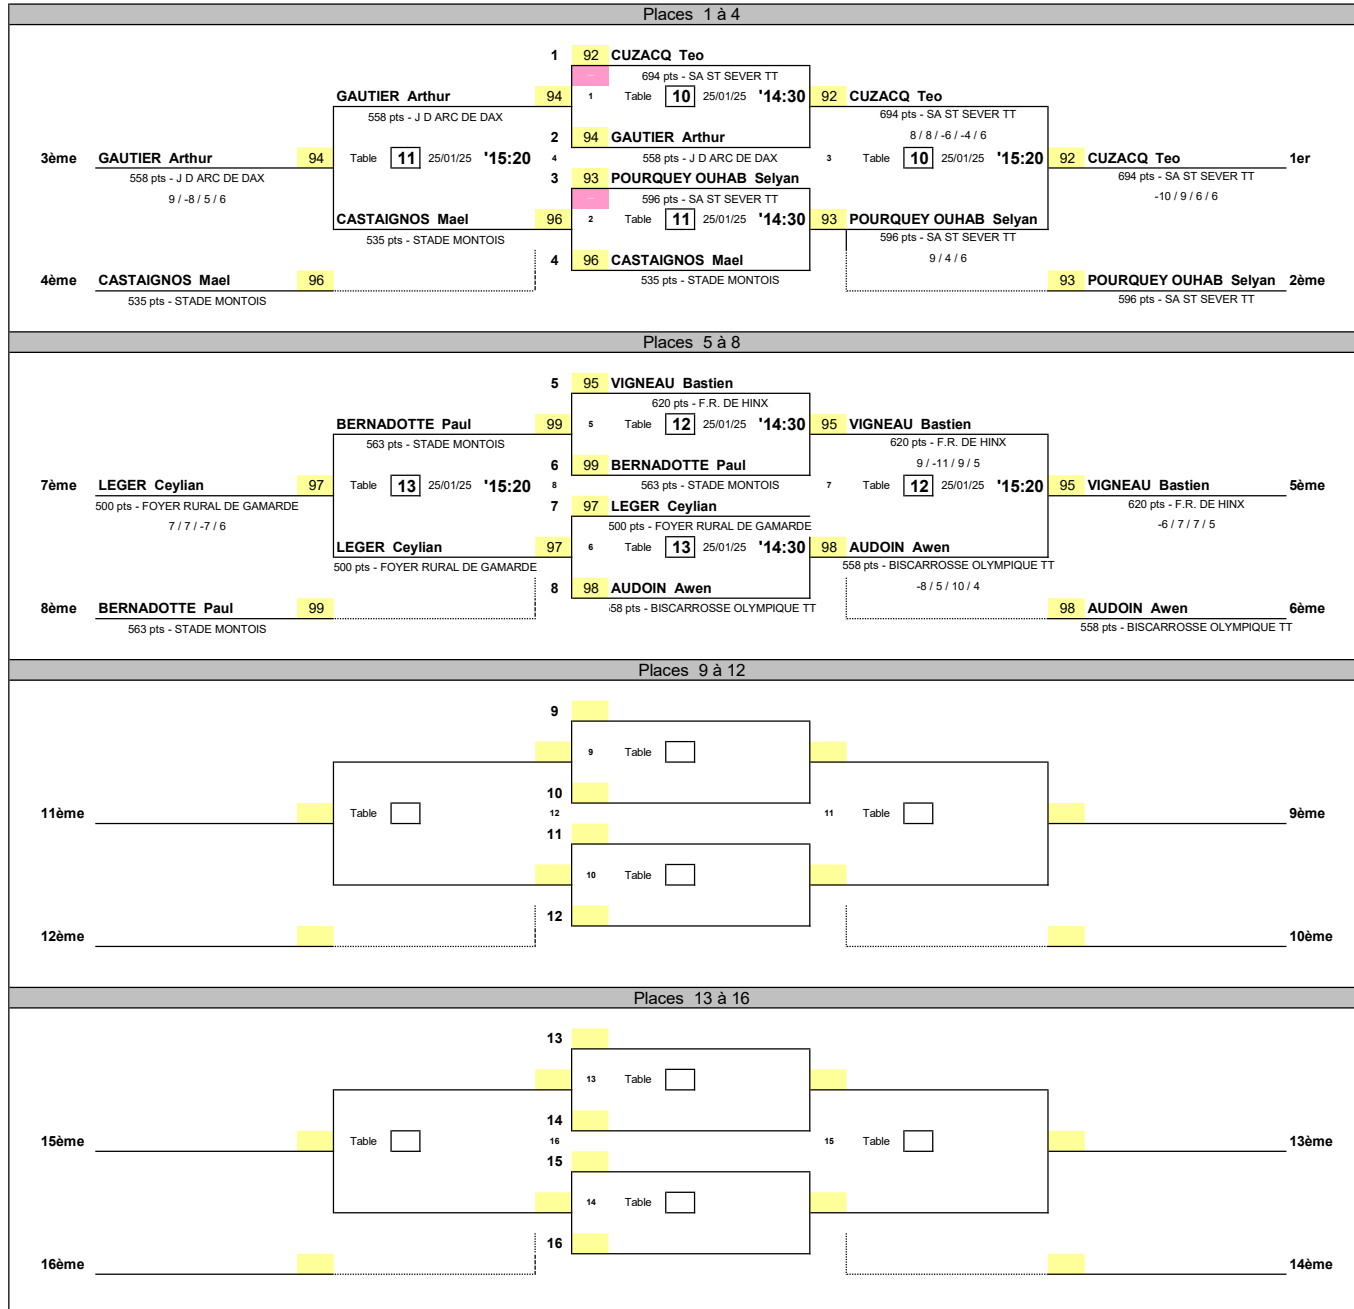 Places 1 à 4
1 92 CUZACQ Teo
694 pts - SA ST SEVER TT
GAUTIER Arthur 94 1 Table 10 25/01/25 '14:30 92 CUZACQ Teo
558 pts - J D ARC DE DAX 694 pts - SA ST SEVER TT
2 94 GAUTIER Arthur 8 / 8 / -6 / -4 / 6
3ème GAUTIER Arthur 94 Table 11 25/01/25 '15:20 4 558 pts - J D ARC DE DAX 3 Table 10 25/01/25 '15:20 92 CUZACQ Teo 1er
558 pts - J D ARC DE DAX 3 93 POURQUEY OUHAB Selyan 694 pts - SA ST SEVER TT
9 / -8 / 5 / 6 596 pts - SA ST SEVER TT -10 / 9 / 6 / 6
CASTAIGNOS Mael 96 2 Table 11 25/01/25 '14:30 93 POURQUEY OUHAB Selyan
535 pts - STADE MONTOIS 596 pts - SA ST SEVER TT
4 96 CASTAIGNOS Mael 9 / 4 / 6
4ème CASTAIGNOS Mael 96 535 pts - STADE MONTOIS 93 POURQUEY OUHAB Selyan 2ème
535 pts - STADE MONTOIS 596 pts - SA ST SEVER TT
Places 5 à 8
5 95 VIGNEAU Bastien
620 pts - F.R. DE HINX
BERNADOTTE Paul 99 5 Table 12 25/01/25 '14:30 95 VIGNEAU Bastien
563 pts - STADE MONTOIS 620 pts - F.R. DE HINX
6 99 BERNADOTTE Paul 9 / -11 / 9 / 5
7ème LEGER Ceylian 97 Table 13 25/01/25 '15:20 8 563 pts - STADE MONTOIS 7 Table 12 25/01/25 '15:20 95 VIGNEAU Bastien 5ème
500 pts - FOYER RURAL DE GAMARDE 7 97 LEGER Ceylian 620 pts - F.R. DE HINX
7 / 7 / -7 / 6 500 pts - FOYER RURAL DE GAMARDE -6 / 7 / 7 / 5
LEGER Ceylian 97 6 Table 13 25/01/25 '14:30 98 AUDOIN Awen
500 pts - FOYER RURAL DE GAMARDE 558 pts - BISCARROSSE OLYMPIQUE TT
8 98 AUDOIN Awen -8 / 5 / 10 / 4
8ème BERNADOTTE Paul 99 58 pts - BISCARROSSE OLYMPIQUE TT 98 AUDOIN Awen 6ème
563 pts - STADE MONTOIS 558 pts - BISCARROSSE OLYMPIQUE TT
Places 9 à 12
9
9 Table
10
11ème Table 12 11 Table 9ème
11
10 Table
12
12ème 10ème
Places 13 à 16
13
13 Table
14
15ème Table 16 15 Table 13ème
15
14 Table
16
16ème 14ème